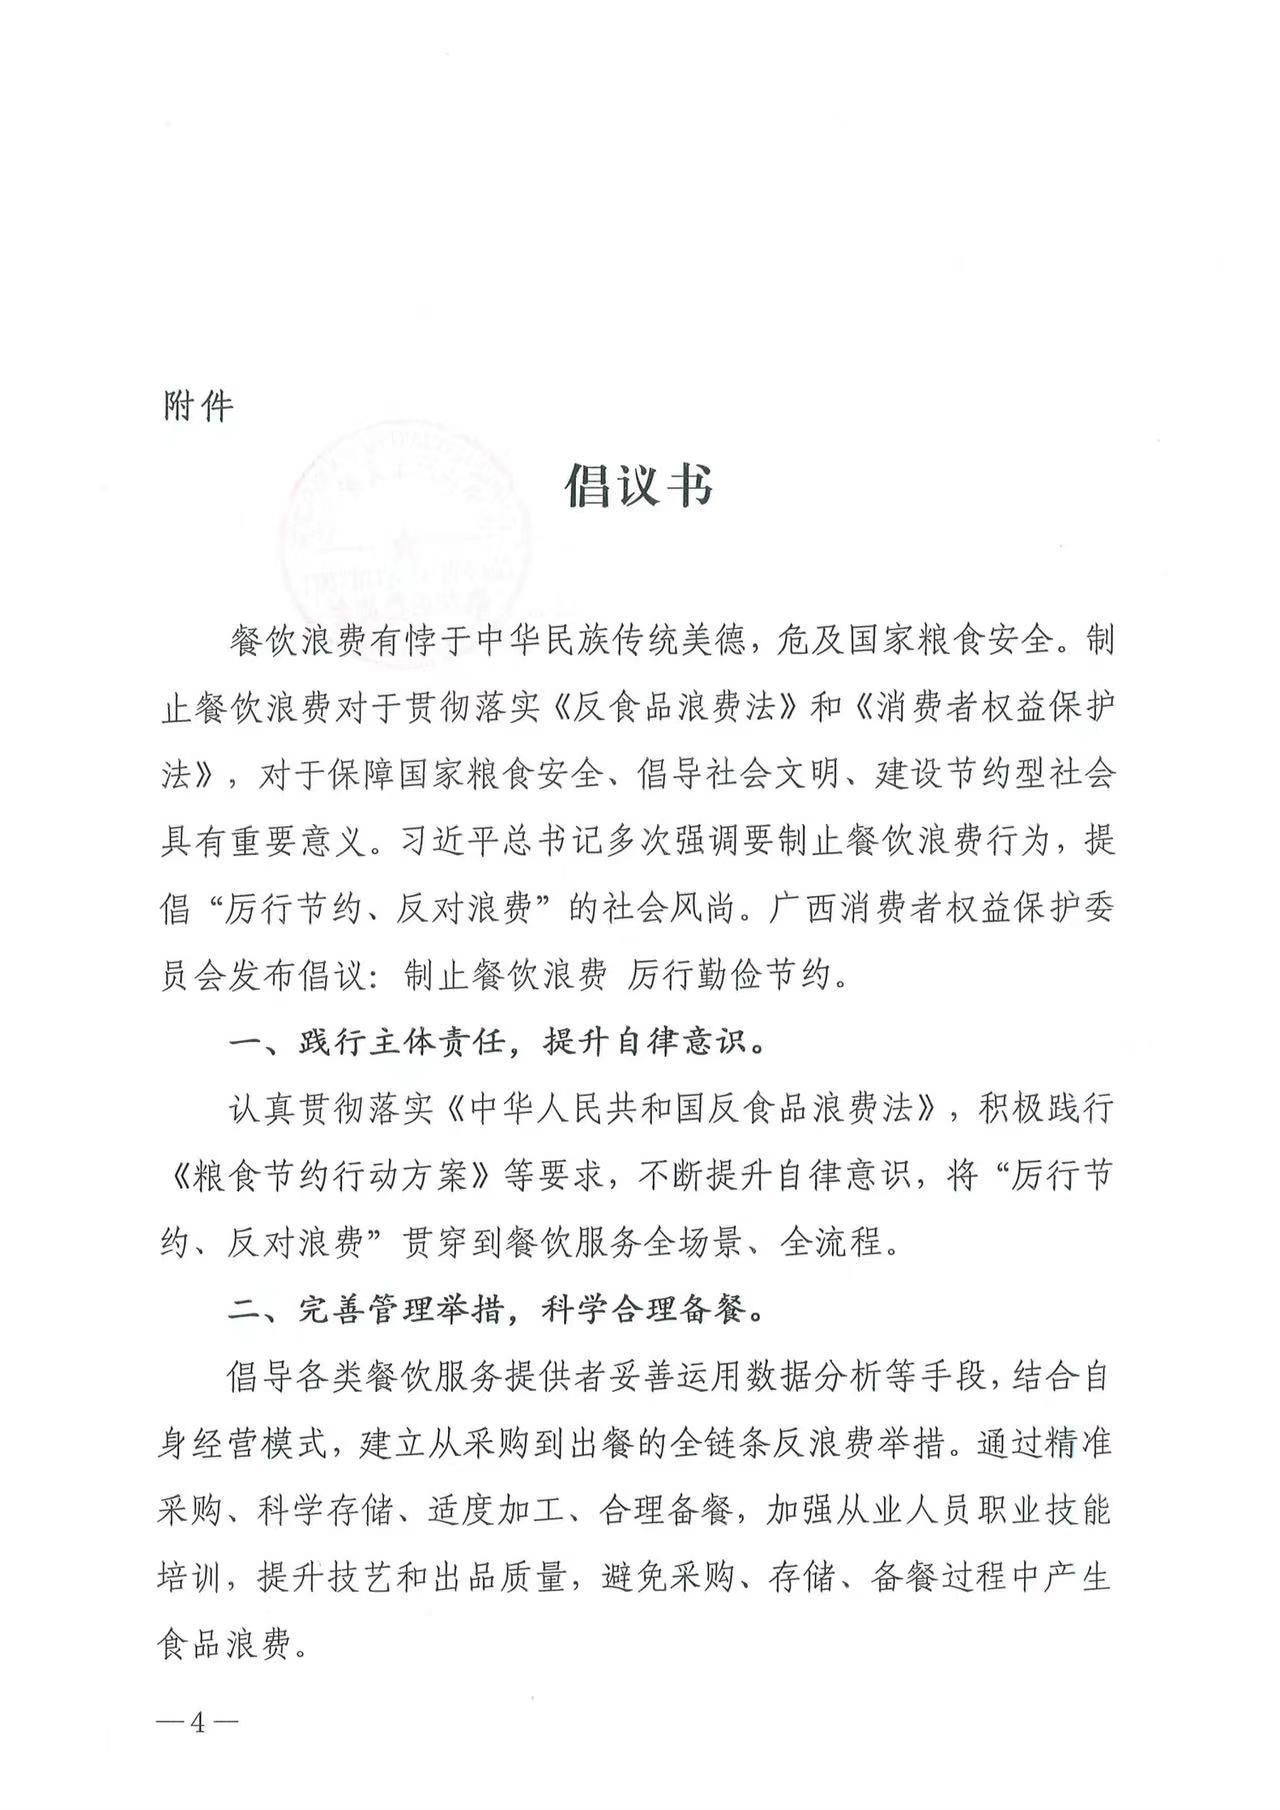 附件
倡议书
餐饮浪费有悖于中华民族传统美德，危及国家粮食安全。制
止餐饮浪费对于贯彻落实《反食品浪费法》和《消费者权益保护
法》，对于保障国家粮食安全、倡导社会文明、建设节约型社会
具有重要意义。习近平总书记多次强调要制止餐饮浪费行为，提
倡“厉行节约、反对浪费”的社会风尚。广西消费者权益保护委
员会发布倡议：制止餐饮浪费 厉行勤俭节约。
一、践行主体责任，提升自律意识。
认真贯彻落实《中华人民共和国反食品浪费法》，积极践行
《粮食节约行动方案》等要求，不断提升自律意识，将“厉行节
约、反对浪费”贯穿到餐饮服务全场景、全流程。
二、完善管理举措，科学合理备餐。
倡导各类餐饮服务提供者妥善运用数据分析等手段，结合自
身经营模式，建立从采购到出餐的全链条反浪费举措。通过精准
采购、科学存储、适度加工、合理备餐，加强从业人员职业技能
培训，提升技艺和出品质量，避免采购、存储、备餐过程中产生
食品浪费。
—4—